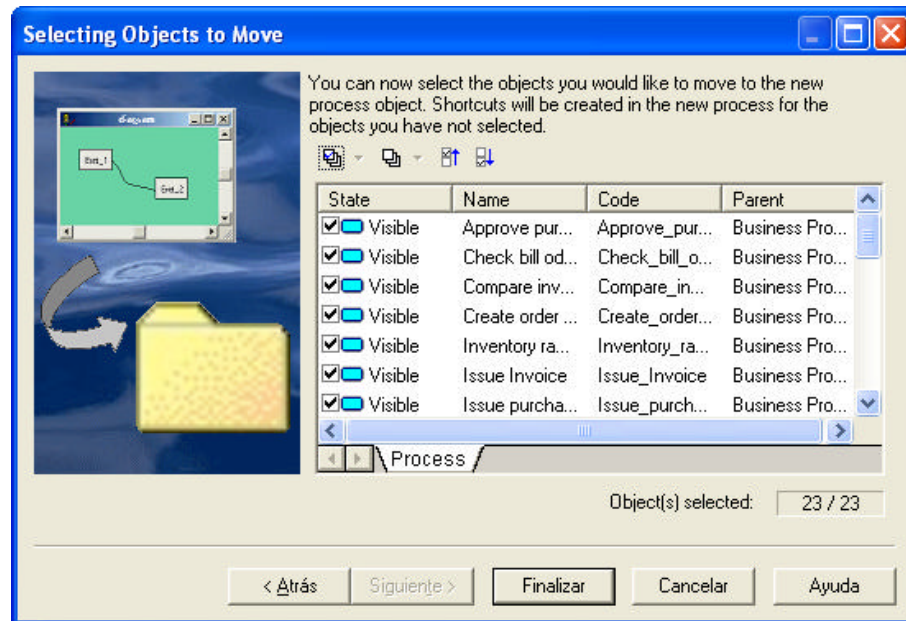 Selecting Objects to Move
You can now select the objects you would like to move to the new
process object. Shortcuts will be created in the new process for the
objects you have not selected.
State Name Code Parent
Visible Approve pur... Approve_pur... Business Pro...
Visible Check bill od... Check_bill_o... Business Pro...
Visible Compare inv... Compare_in... Business Pro...
Visible Create order ... Create_order... Business Pro...
Visible Inventory ra... Inventory_ra... Business Pro...
Visible Issue Invoice Issue_Invoice Business Pro...
Visible Issue purcha... Issue_purch... Business Pro...
Process
Object(s) selected: 23 / 23
< Atrás Siguiente > Finalizar Cancelar Ayuda